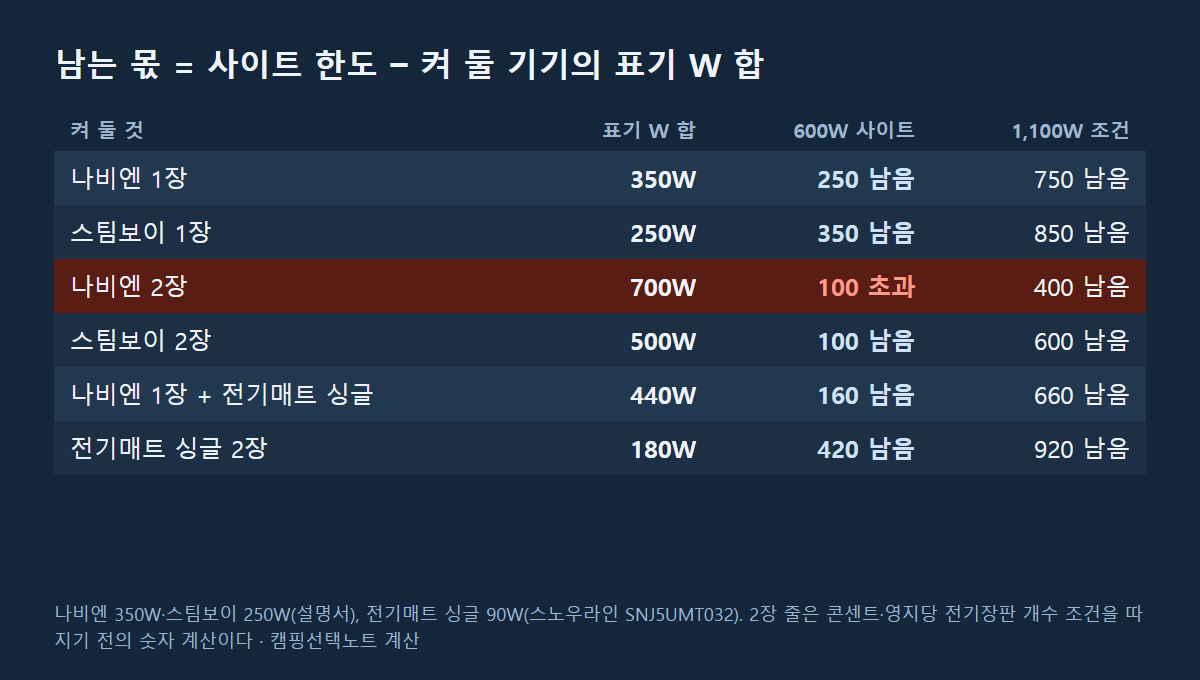 남는 몫 = 사이트 한도 − 켜 둘 기기의 표기 W 합
켜 둘 것 표기 W 합 600W 사이트 1,100W 조건
나비엔 1장 350W 250 남음 750 남음
스팀보이 1장 250W 350 남음 850 남음
나비엔 2장 700W 100 초과 400 남음
스팀보이 2장 500W 100 남음 600 남음
나비엔 1장 + 전기매트 싱글 440W 160 남음 660 남음
전기매트 싱글 2장 180W 420 남음 920 남음
나비엔 350W·스팀보이 250W(설명서), 전기매트 싱글 90W(스노우라인 SNJ5UMT032). 2장 줄은 콘센트·영지당 전기장판 개수 조건을 따
지기 전의 숫자 계산이다 · 캠핑선택노트 계산